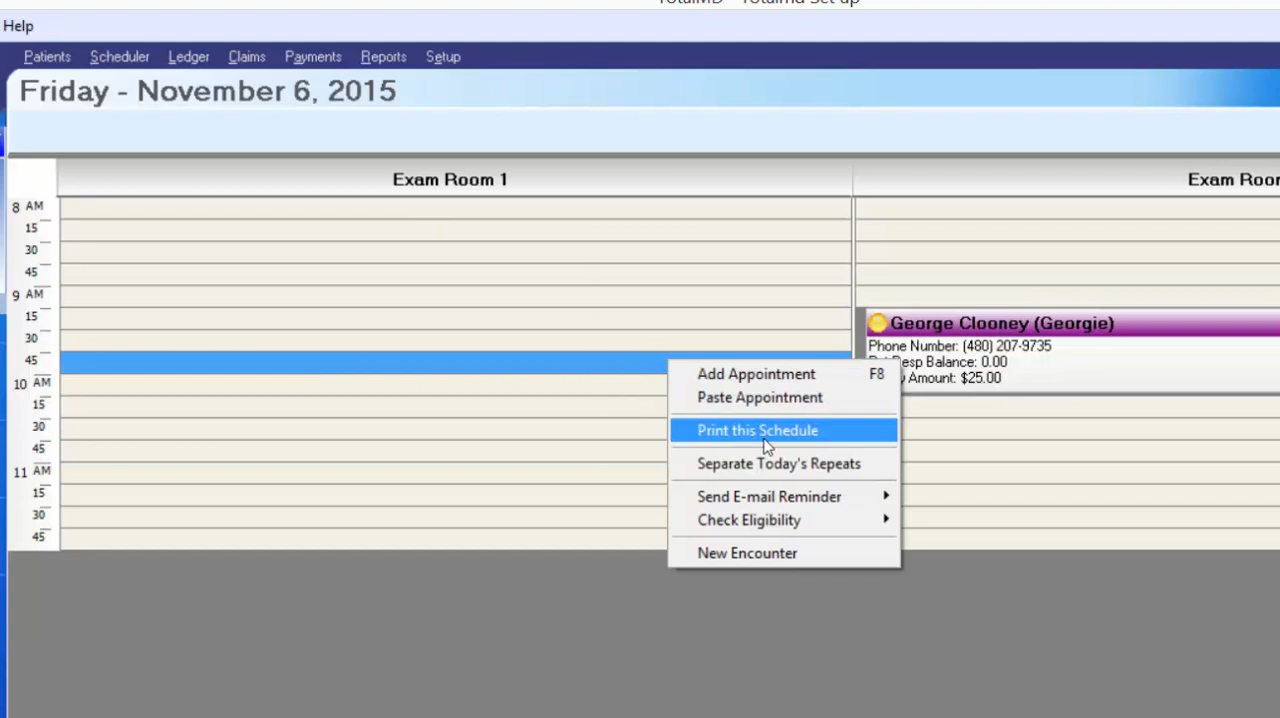 Help
Patients Scheduler Ledger Claims Payments Reports Setup
Friday - November 6, 2015
Exam Room 1
8 AM
15
30
45
9 AM
15
30
45
10 AM
15
30
45
11 AM
15
30
45
George Clooney (Georgie)
Phone Number: (480) 207-9735
Resp Balance: 0.00
Amount: $25.00
Add Appointment F8
Paste Appointment
Print this Schedule
Separate Today's Repeats
Send E-mail Reminder
Check Eligibility
New Encounter